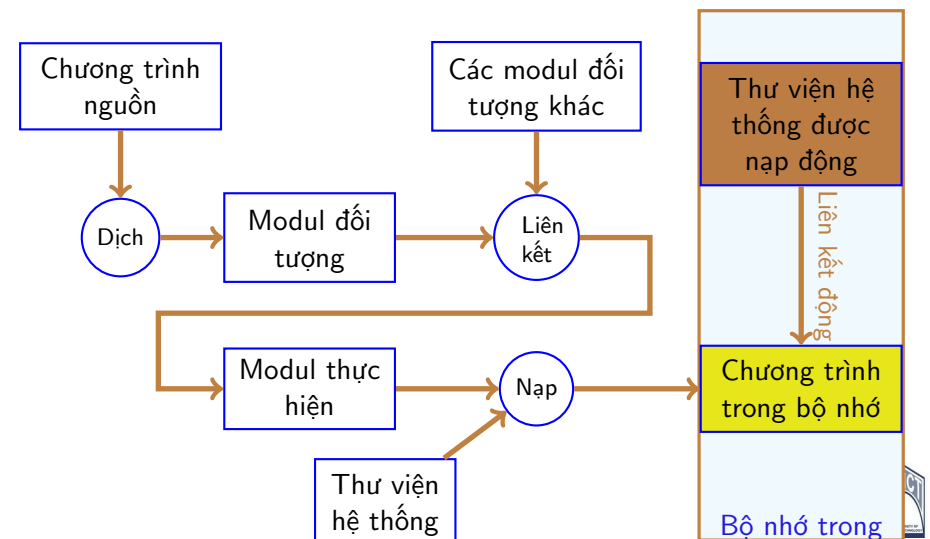 Chương trình
nguồn
Các modul đối
tượng khác
Thư viện hệ
thống được
nạp động
Dịch
Modul đối
tượng
Liên
kết
Liên kết động
Modul thực
hiện
Nạp
Chương trình
trong bộ nhớ
Thư viện
hệ thống
Bộ nhớ trong